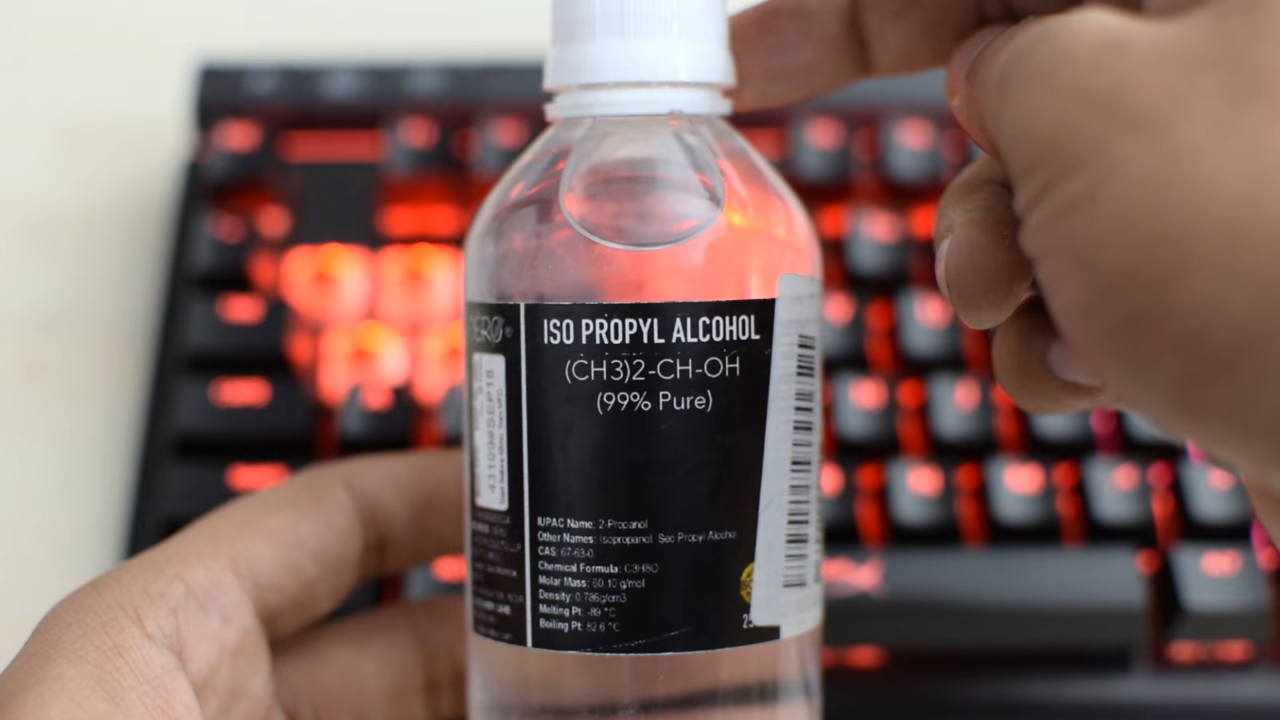 ISO PROPYL ALCOHOL
(CH3)2-CH-OH
(99% Pure)
IUPAC Name: 2-Propanol
Other Names: Isopropanol, Sec Propyl Alcohol
CAS: 67-63-0
Chemical Formula: C3H8O
Molar Mass: 60.10 g/mol
Density: 0.786g/cm3
Melting Pt: -89 °C
Boiling Pt: 82.6 °C